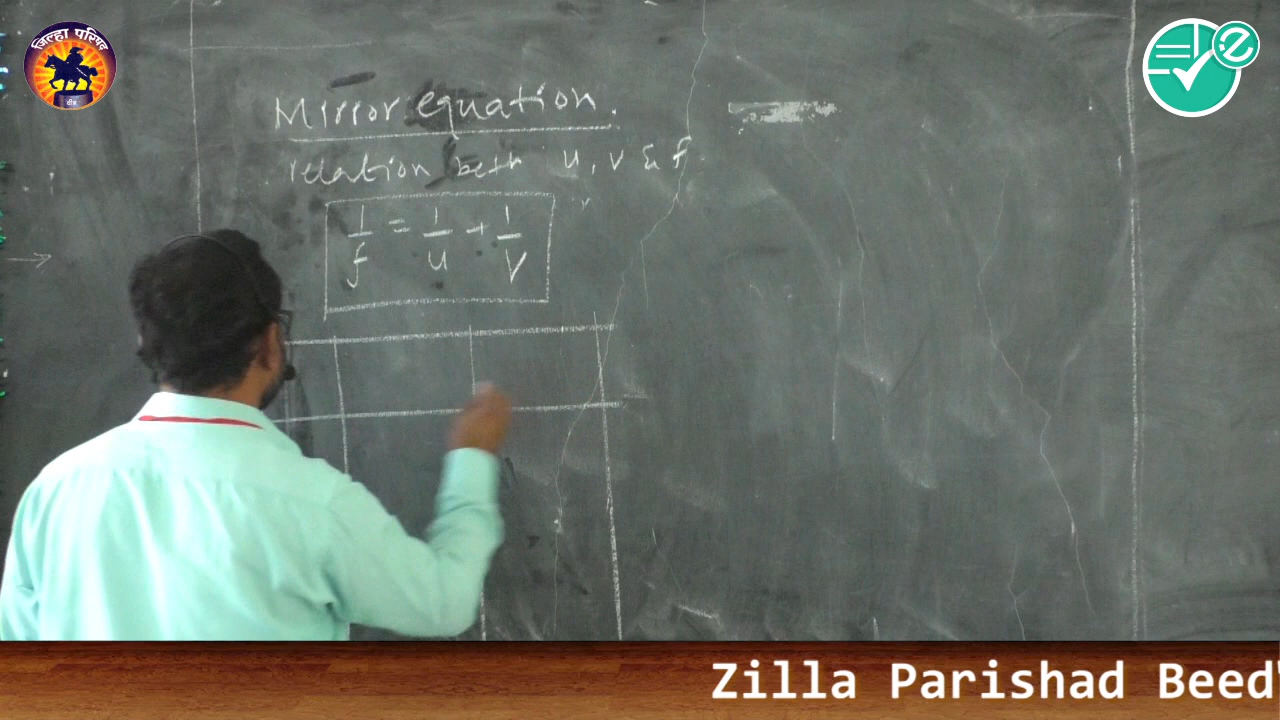 जिल्हा परिषद
बीड
Mirror equation.
relation betn u, v & f.
1/f = 1/u + 1/v
Zilla Parishad Beed